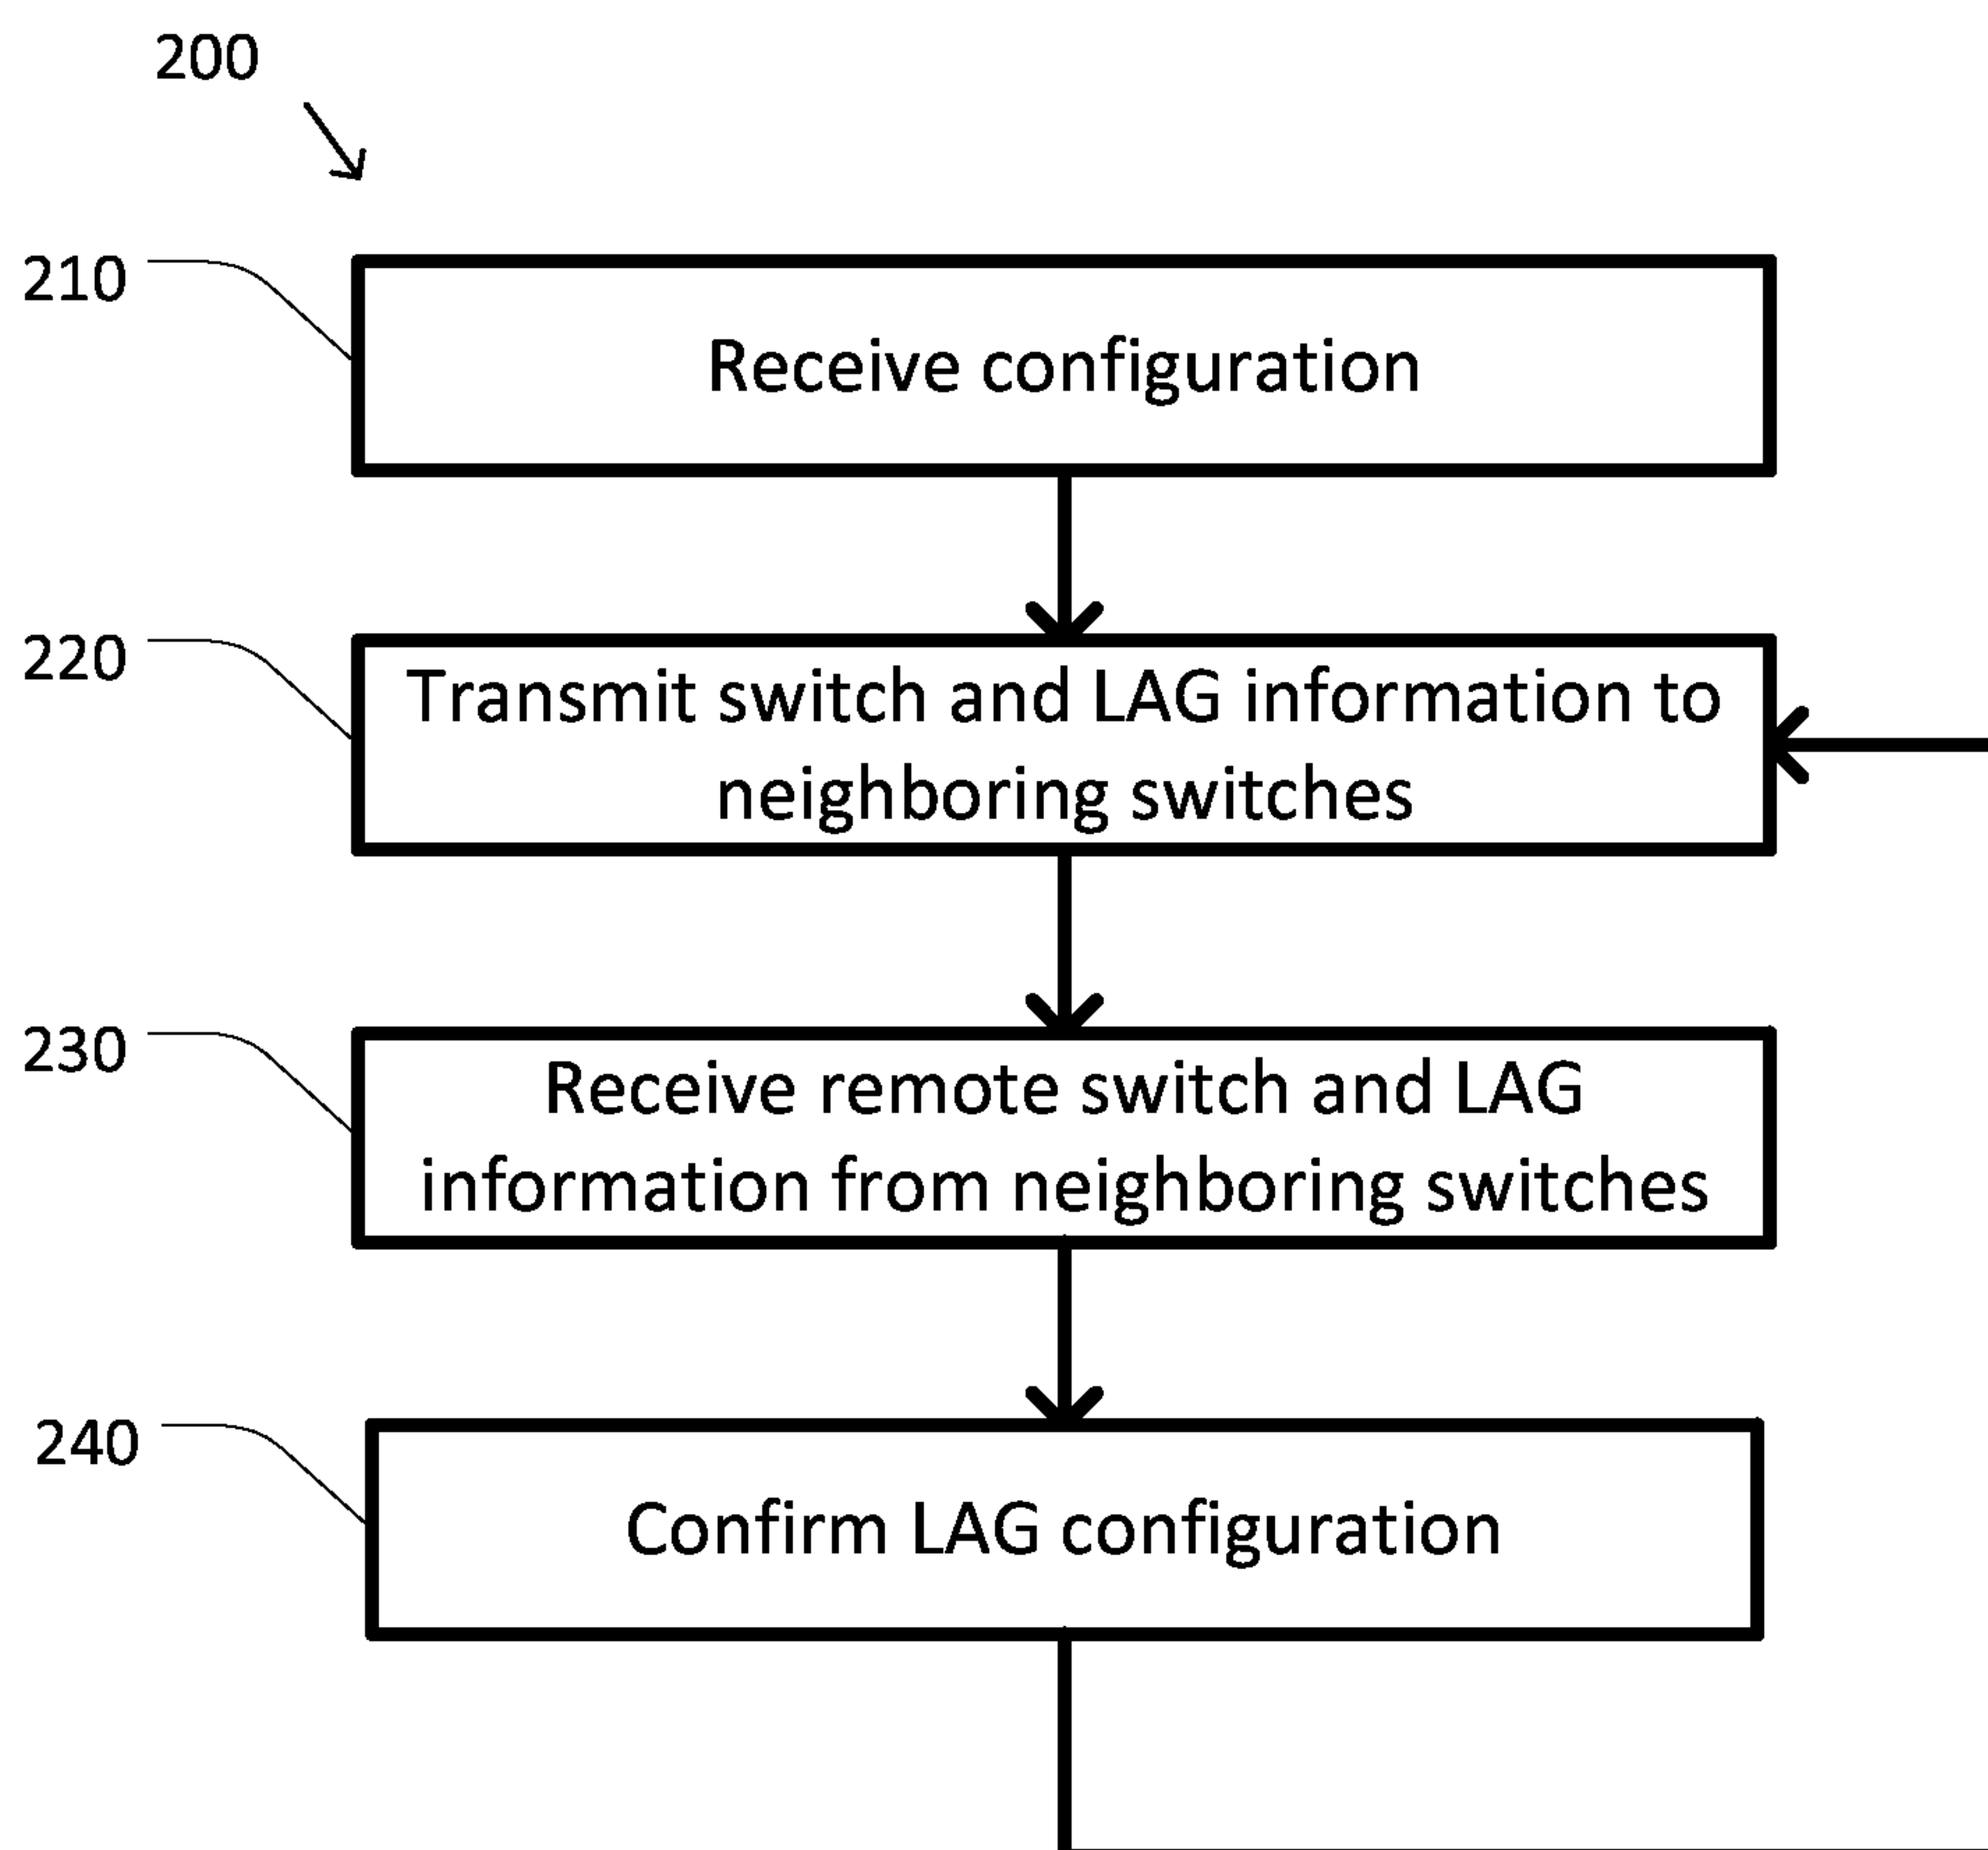 200
210
Receive configuration
220
Transmit switch and LAG information to
neighboring switches
230
Receive remote switch and LAG
information from neighboring switches
240
Confirm LAG configuration